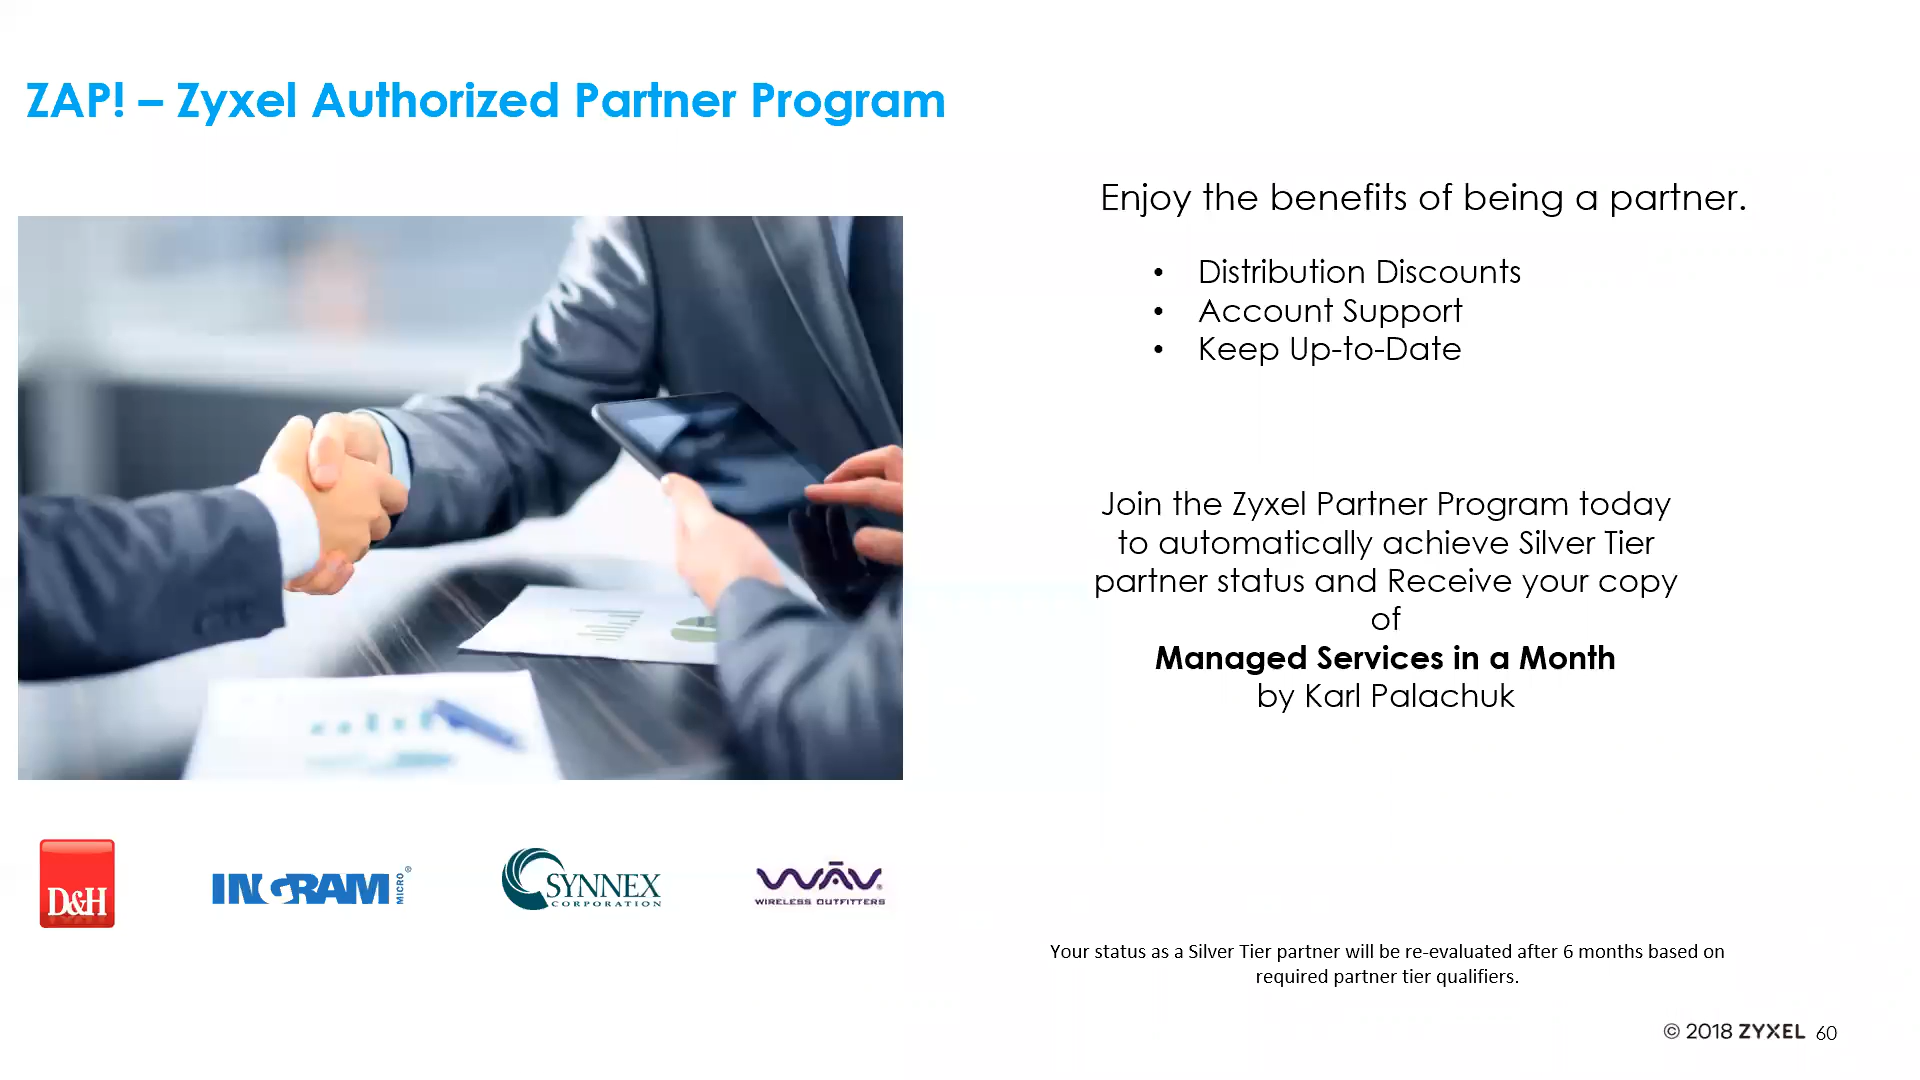 ZAP! – Zyxel Authorized Partner Program
Enjoy the benefits of being a partner.
• Distribution Discounts
• Account Support
• Keep Up-to-Date
Join the Zyxel Partner Program today
to automatically achieve Silver Tier
partner status and Receive your copy
of
Managed Services in a Month
by Karl Palachuk
D&H
INGRAM MICRO®
SYNNEX
CORPORATION
WĀV®
WIRELESS OUTFITTERS
Your status as a Silver Tier partner will be re-evaluated after 6 months based on
required partner tier qualifiers.
© 2018 ZYXEL 60